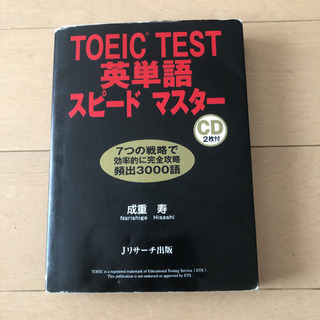 TOEIC® TEST
英単語
スピード マスター
CD
2枚付
7つの戦略で
効率的に完全攻略
頻出3000語
成重 寿
Narishige Hisashi
Jリサーチ出版
TOEIC is a registered trademark of Educational Testing Service (ETS).
This publication is not endorsed or approved by ETS.